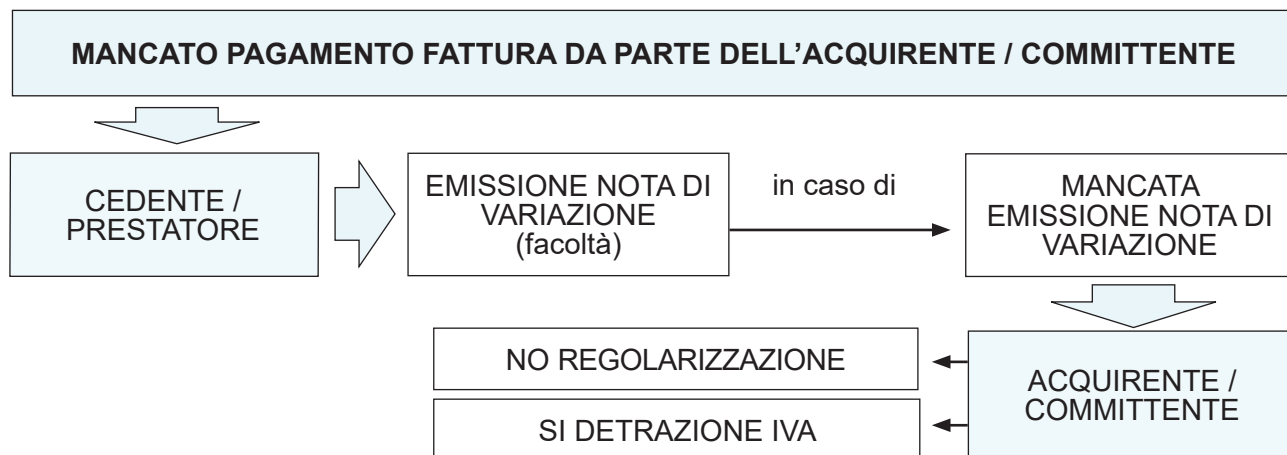 MANCATO PAGAMENTO FATTURA DA PARTE DELL’ACQUIRENTE / COMMITTENTE
CEDENTE /
PRESTATORE
EMISSIONE NOTA DI
VARIAZIONE
(facoltà)
in caso di
MANCATA
EMISSIONE NOTA DI
VARIAZIONE
NO REGOLARIZZAZIONE
SI DETRAZIONE IVA
ACQUIRENTE /
COMMITTENTE